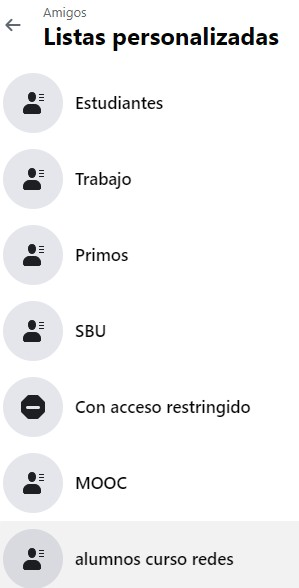 Amigos
Listas personalizadas
Estudiantes
Trabajo
Primos
SBU
Con acceso restringido
MOOC
alumnos curso redes